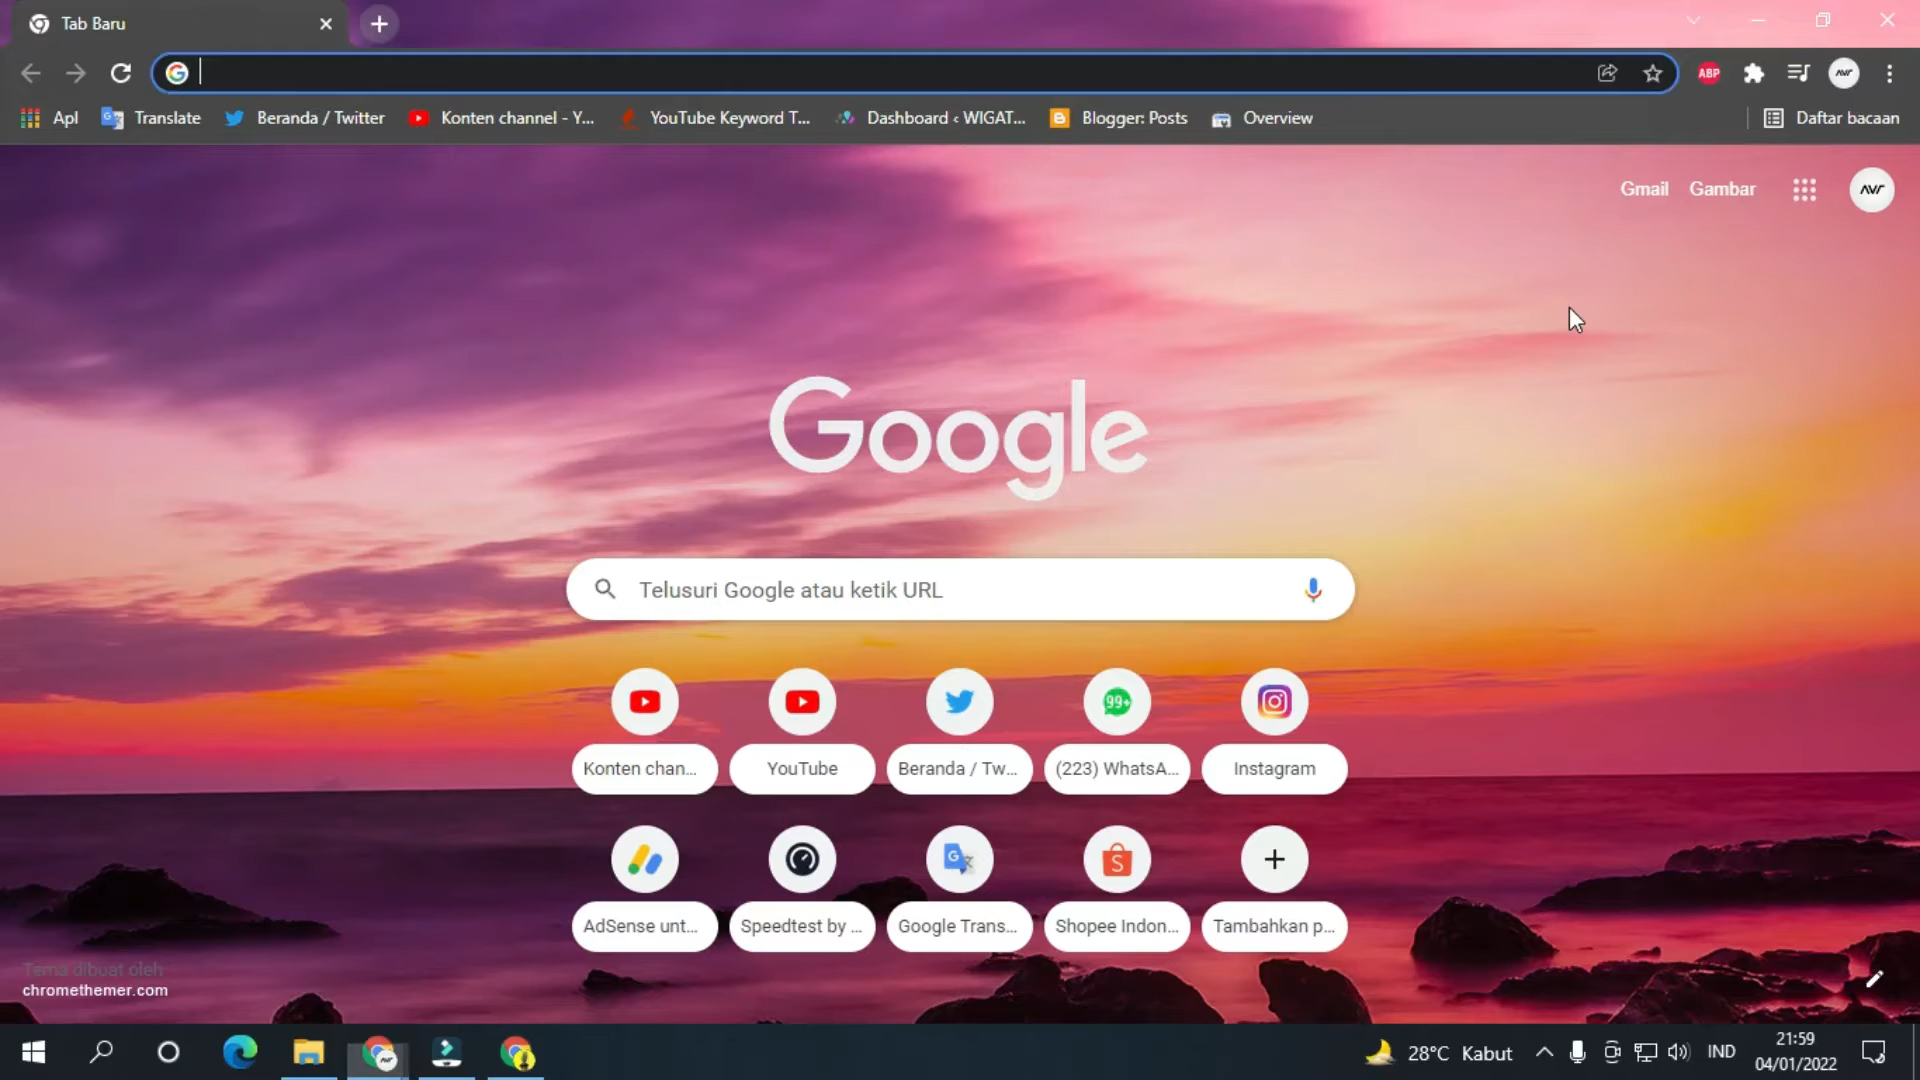 Tab Baru
ABP
Apl
Translate
Beranda / Twitter
Konten channel - Y...
YouTube Keyword T...
Dashboard ‹ WIGAT...
Blogger: Posts
Overview
Daftar bacaan
Gmail Gambar
Google
Telusuri Google atau ketik URL
99+
Konten chan...
YouTube
Beranda / Tw...
(223) WhatsA...
Instagram
AdSense unt...
Speedtest by ...
Google Trans...
Shopee Indon...
Tambahkan p...
Tema dibuat oleh
chromethemer.com
28°C Kabut
IND
21:59
04/01/2022